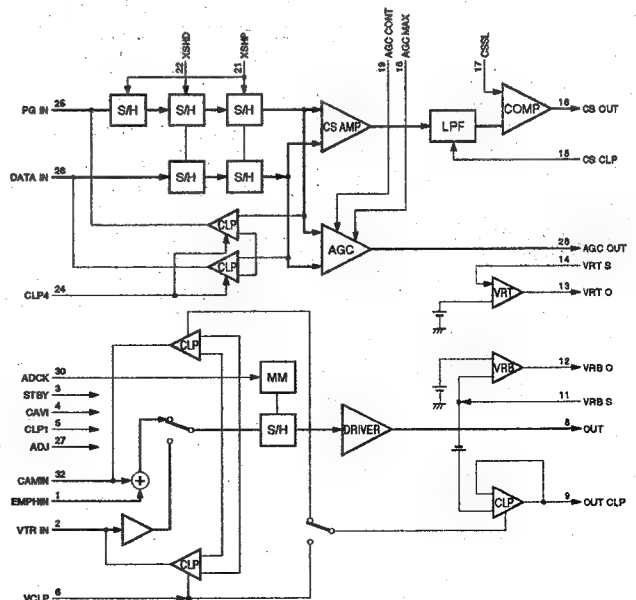 22 XSHD
21 XSHP
19 AGC CONT
18 AGC MAX
17 CSSL
PG IN 25
S/H
S/H
S/H
CS AMP
LPF
COMP
16 CS OUT
15 CS CLP
DATA IN 26
S/H
S/H
CLP
AGC
28 AGC OUT
CLP
14 VRT S
CLP4 24
VRT
13 VRT O
CLP
VRB
12 VRB O
ADCK 30
MM
STBY 3
11 VRB S
CAVI 4
CLP1 5
S/H
DRIVER
8 OUT
ADJ 27
CAMIN 32
+
EMPHIN 1
CLP
9 OUT CLP
VTR IN 2
CLP
VCLP 6